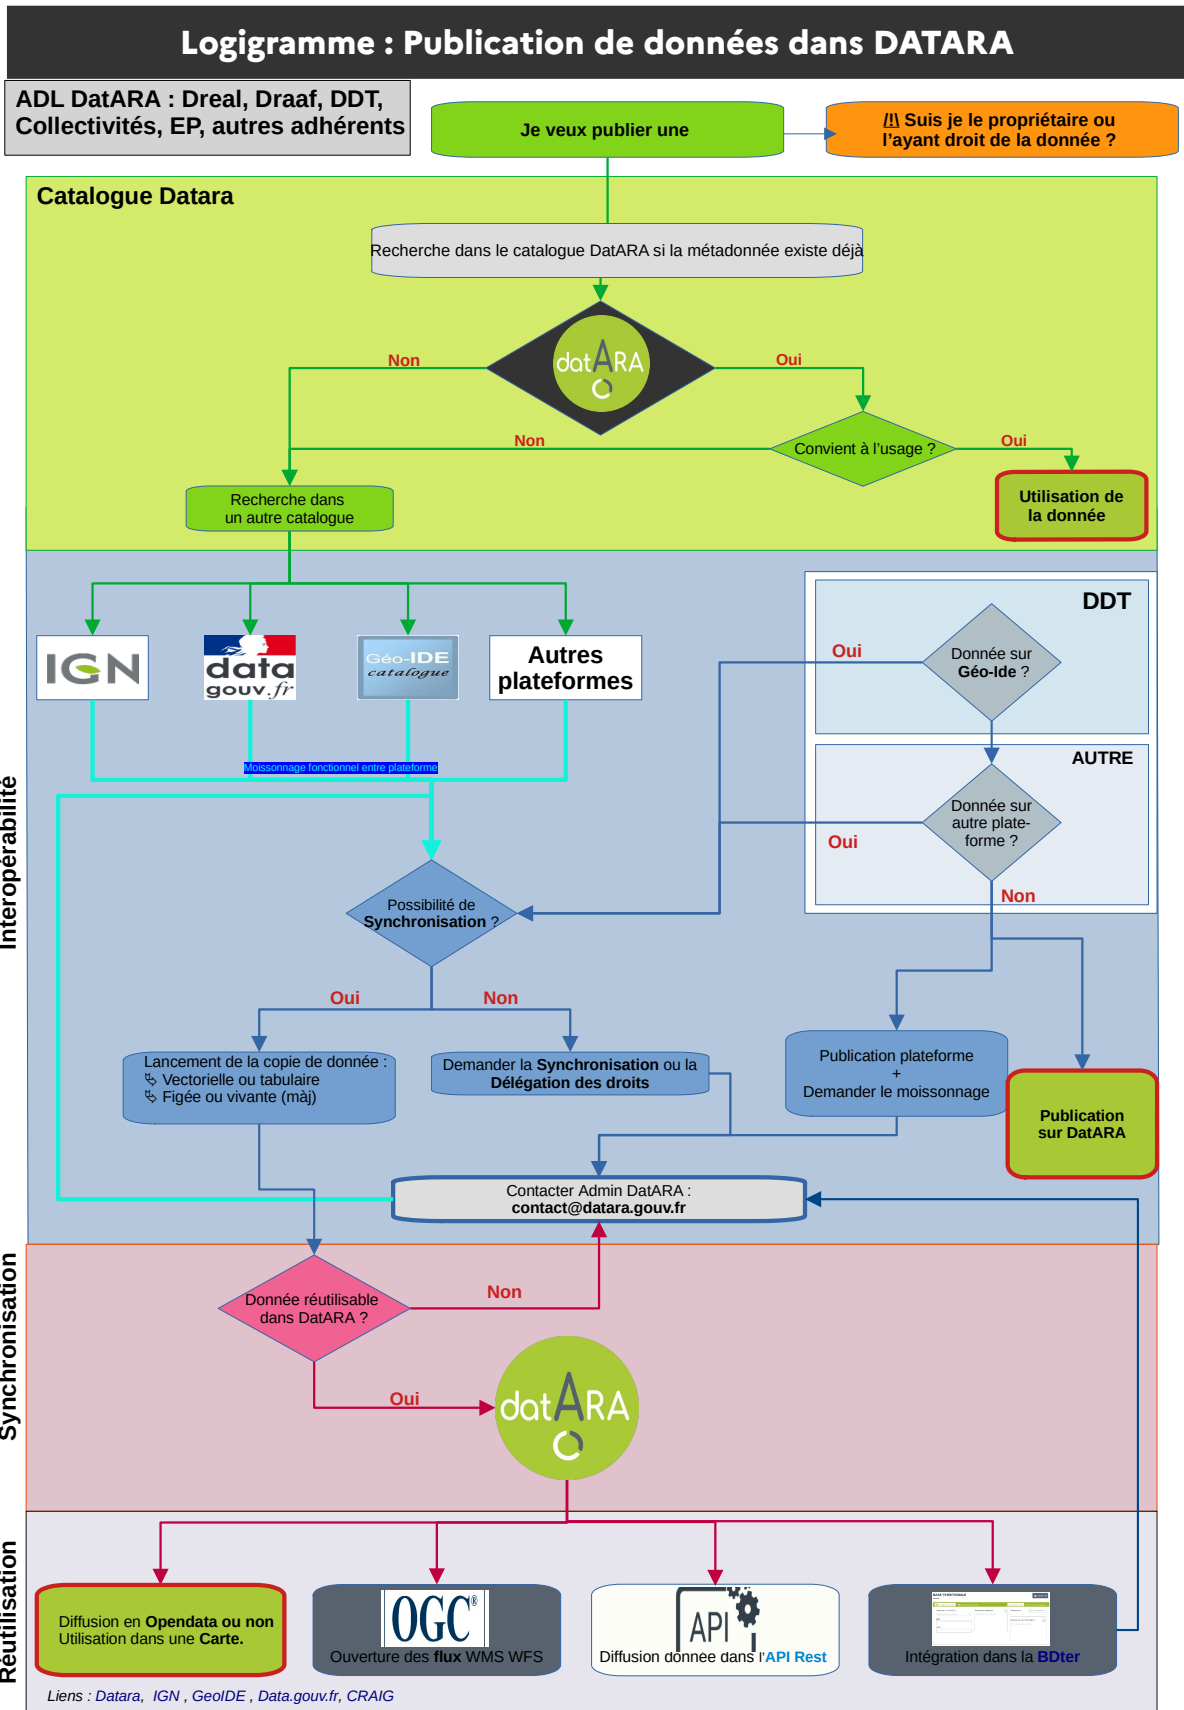 Logigramme : Publication de données dans DATARA
ADL DatARA : Dreal, Draaf, DDT,
Collectivités, EP, autres adhérents
Je veux publier une
/!\ Suis je le propriétaire ou
l'ayant droit de la donnée ?
Catalogue Datara
Recherche dans le catalogue DatARA si la métadonnée existe déjà
datARA
Non
Oui
Convient à l'usage ?
Non
Oui
Recherche dans
un autre catalogue
Utilisation de
la donnée
IGN
data
gouv.fr
Géo-IDE
catalogue
Autres
plateformes
DDT
Oui
Donnée sur
Géo-Ide ?
AUTRE
Moissonnage fonctionnel entre plateforme
Donnée sur
autre plate-
forme ?
Oui
Non
Interopérabilité
Possibilité de
Synchronisation ?
Oui
Non
Lancement de la copie de donnée :
Vectorielle ou tabulaire
Figée ou vivante (màj)
Demander la Synchronisation ou la
Délégation des droits
Publication plateforme
+
Demander le moissonnage
Publication
sur DatARA
Contacter Admin DatARA :
contact@datara.gouv.fr
Synchronisation
Donnée réutilisable
dans DatARA ?
Non
Oui
datARA
Réutilisation
Diffusion en Opendata ou non
Utilisation dans une Carte.
OGC®
Ouverture des flux WMS WFS
API
Diffusion donnee dans l'API Rest
Intégration dans la BDter
Liens : Datara, IGN , GeoIDE , Data.gouv.fr, CRAIG